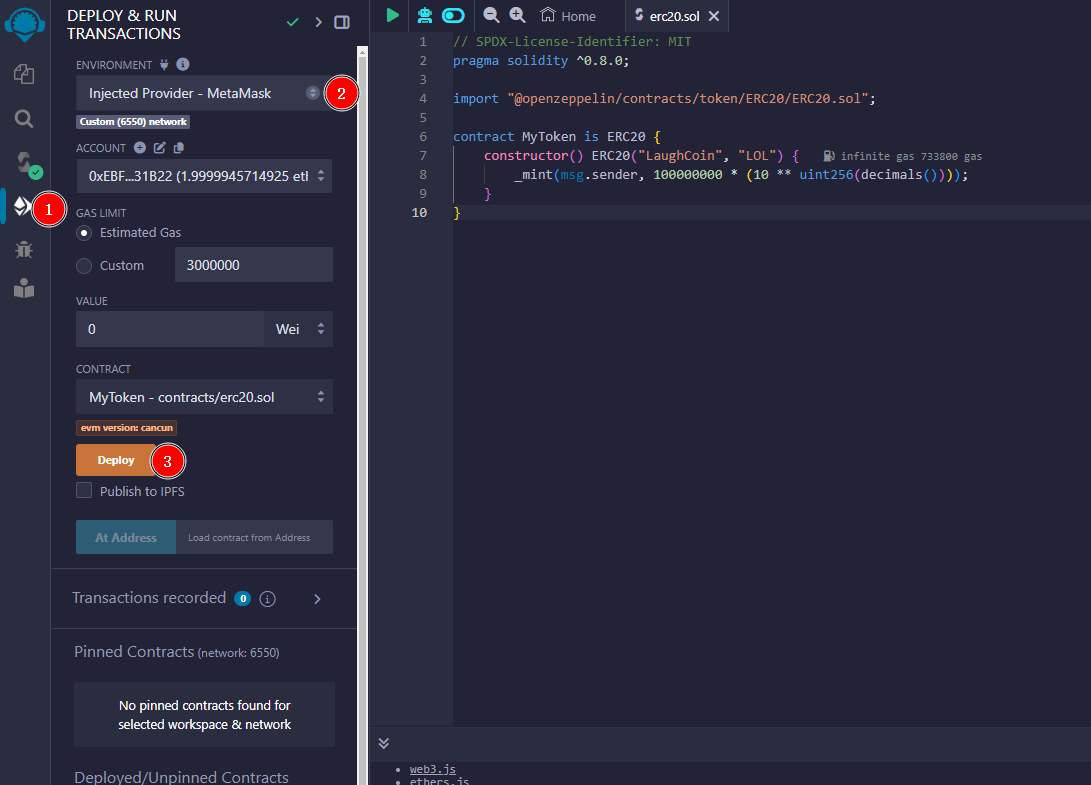 DEPLOY & RUN
TRANSACTIONS
ENVIRONMENT
Injected Provider - MetaMask
2
Custom (6550) network
ACCOUNT
0xEBF...31B22 (1.9999945714925 eth
1
GAS LIMIT
Estimated Gas
Custom
3000000
VALUE
0
Wei
CONTRACT
MyToken - contracts/erc20.sol
evm version: cancun
Deploy
3
Publish to IPFS
At Address
Load contract from Address
Transactions recorded 0 i
Pinned Contracts (network: 6550)
No pinned contracts found for
selected workspace & network
Deployed/Unpinned Contracts
Home
erc20.sol
1 // SPDX-License-Identifier: MIT
2 pragma solidity ^0.8.0;
3
4 import "@openzeppelin/contracts/token/ERC20/ERC20.sol";
5
6 contract MyToken is ERC20 {
7 constructor() ERC20("LaughCoin", "LOL") { infinite gas 733800 gas
8 _mint(msg.sender, 100000000 * (10 ** uint256(decimals())));
9 }
10 }
web3.js
ethers.js